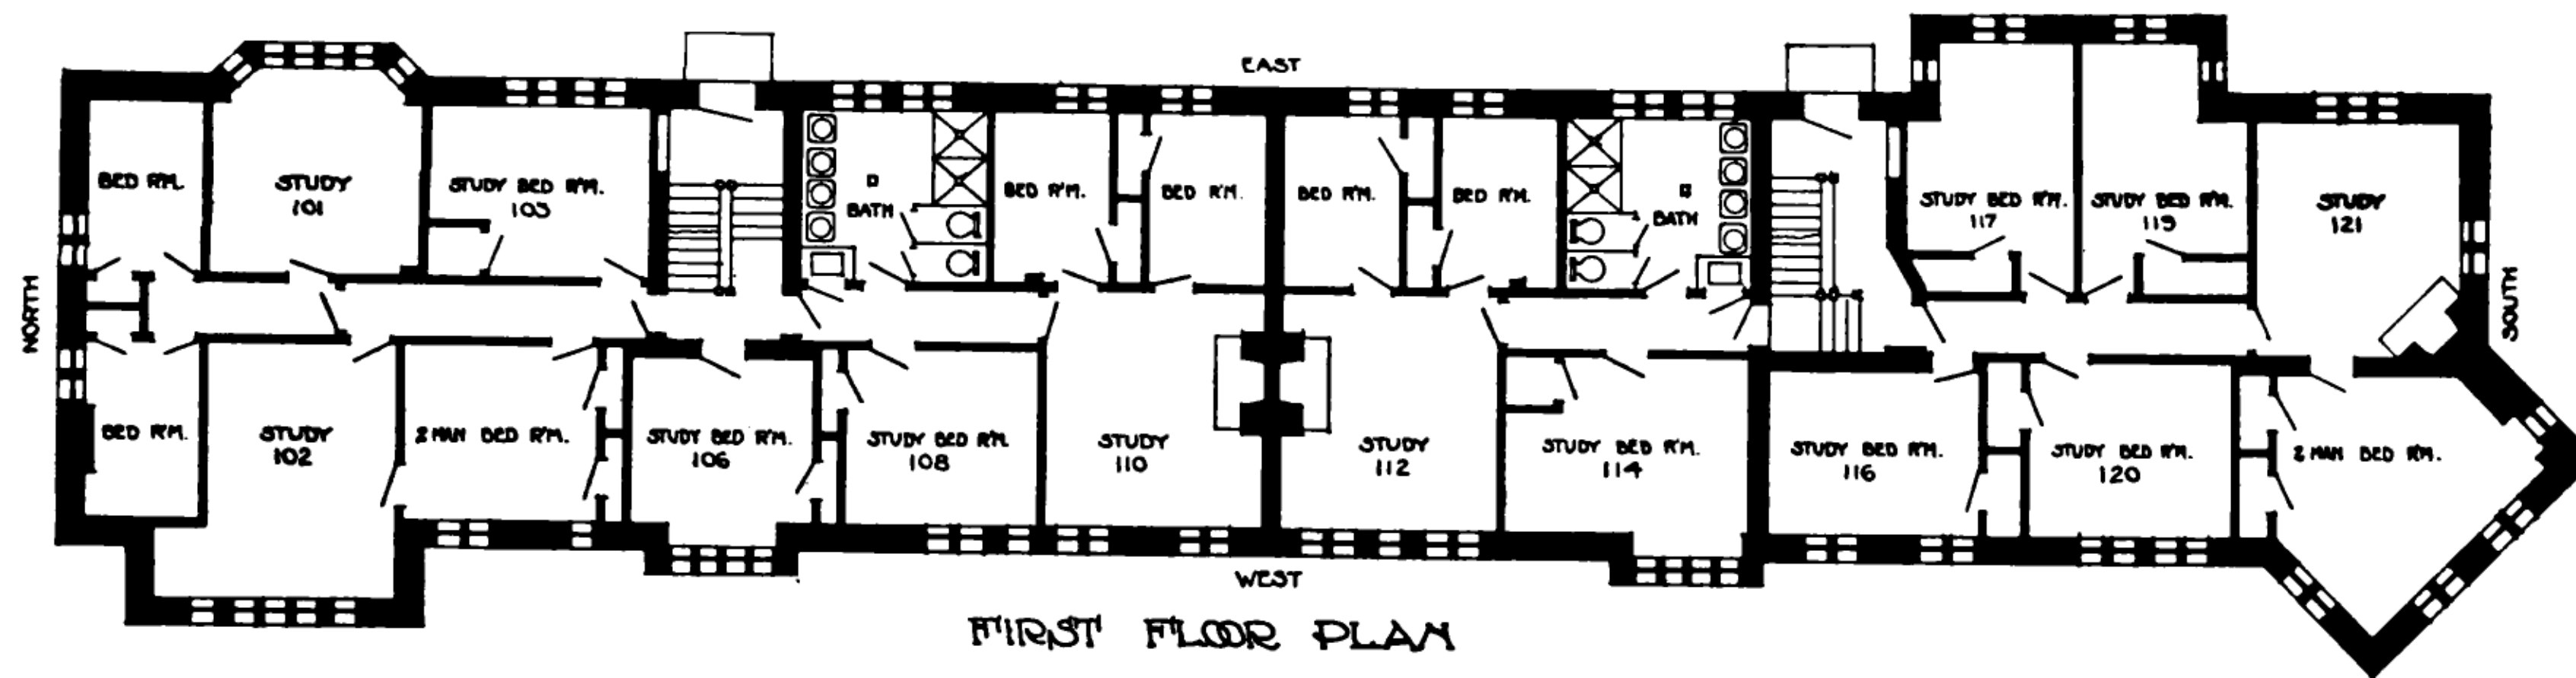 EAST
BED R'M.
STUDY
101
STUDY BED R'M.
103
BATH
BED R'M.
BED R'M.
BED R'M.
BED R'M.
BATH
STUDY BED R'M.
117
STUDY BED R'M.
119
STUDY
121
NORTH
SOUTH
BED R'M.
STUDY
102
2 MAN BED R'M.
STUDY BED R'M.
106
STUDY BED R'M.
108
STUDY
110
STUDY
112
STUDY BED R'M.
114
STUDY BED R'M.
116
STUDY BED R'M.
120
2 MAN BED R'M.
WEST
FIRST FLOOR PLAN